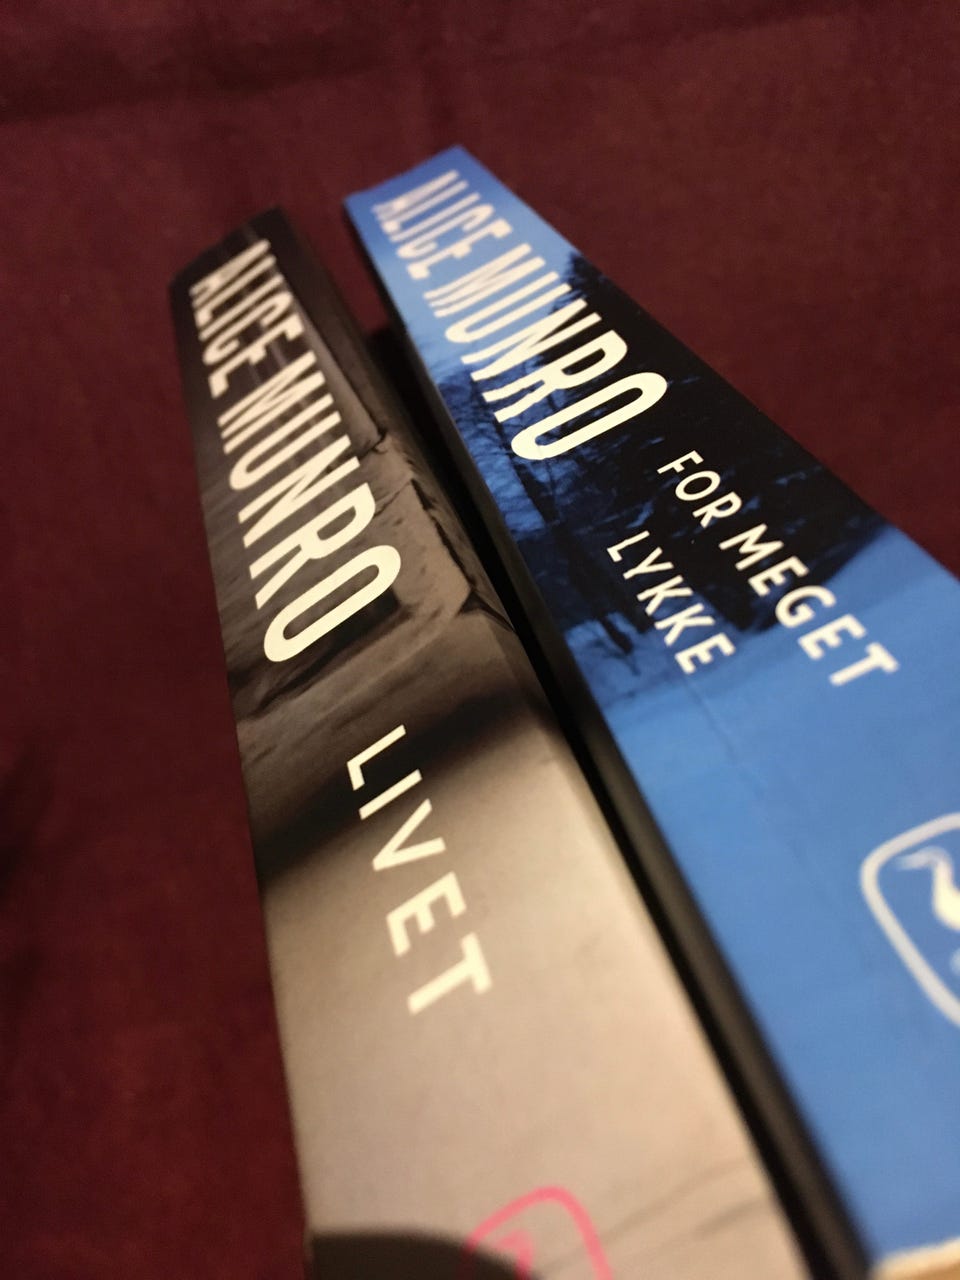 ALICE MUNRO
LIVET
ALICE MUNRO
FOR MEGET
LYKKE